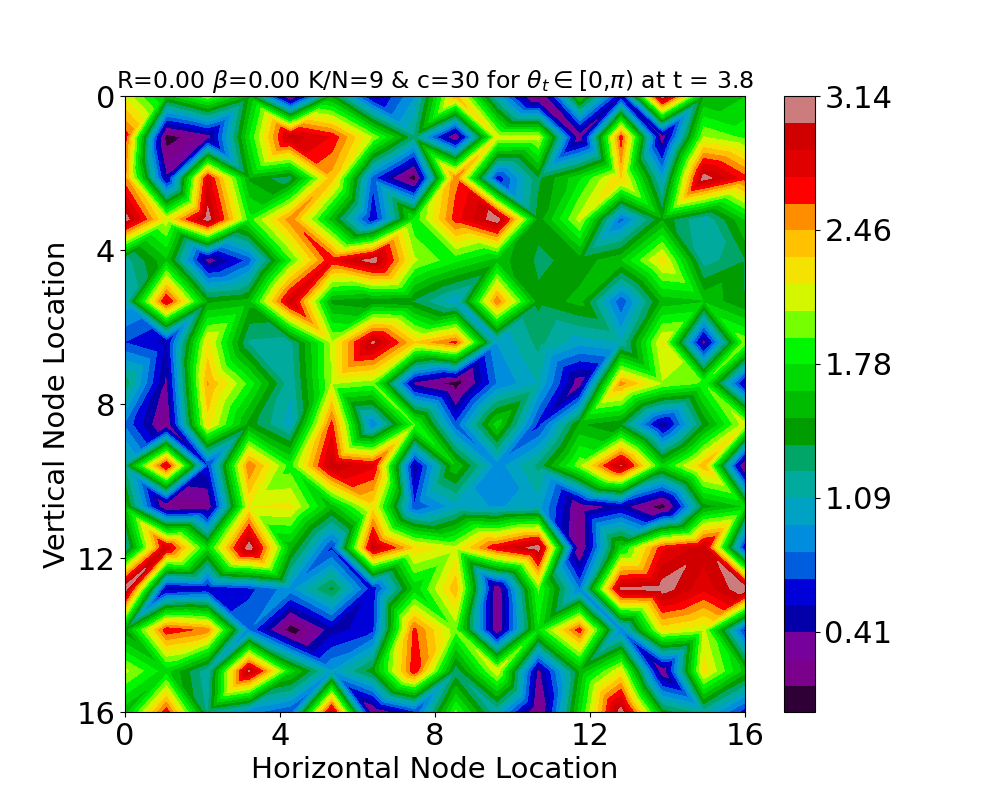 R=0.00 β=0.00 K/N=9 & c=30 for θ_t ∈ [0,π) at t = 3.8
0
4
8
12
16
Vertical Node Location
0 4 8 12 16
Horizontal Node Location
3.14
2.46
1.78
1.09
0.41